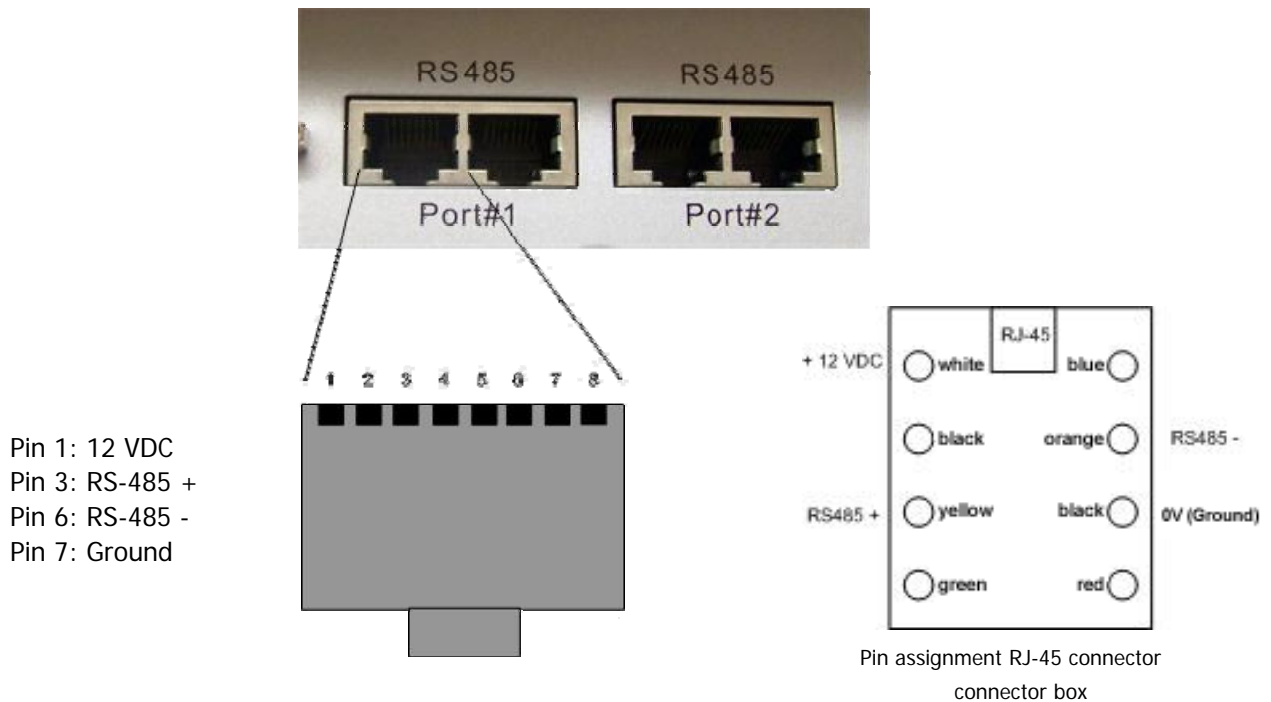 RS485 RS485
Port#1 Port#2
1 2 3 4 5 6 7 8
Pin 1: 12 VDC
Pin 3: RS-485 +
Pin 6: RS-485 -
Pin 7: Ground
RJ-45
+ 12 VDC white blue
black orange RS485 -
RS485 + yellow black 0V (Ground)
green red
Pin assignment RJ-45 connector
connector box